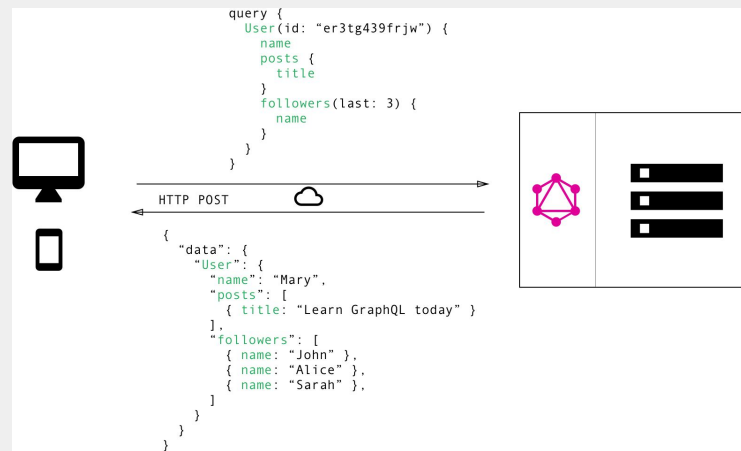 query {
  User(id: “er3tg439frjw”) {
    name
    posts {
      title
    }
    followers(last: 3) {
      name
    }
  }
}
HTTP POST
{
  “data”: {
    “User”: {
      “name”: “Mary”,
      “posts”: [
        { title: “Learn GraphQL today” }
      ],
      “followers”: [
        { name: “John” },
        { name: “Alice” },
        { name: “Sarah” },
      ]
    }
  }
}